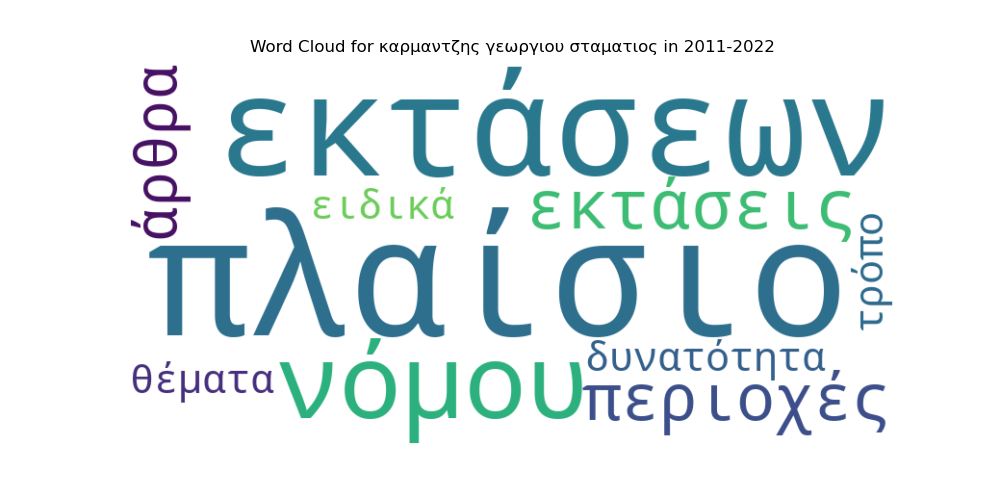 Word Cloud for καρμαντζης γεωργιου σταματιος in 2011-2022
άρθρα
εκτάσεων
ειδικά
εκτάσεις
πλαίσιο
τρόπο
θέματα
νόμου
δυνατότητα
περιοχές